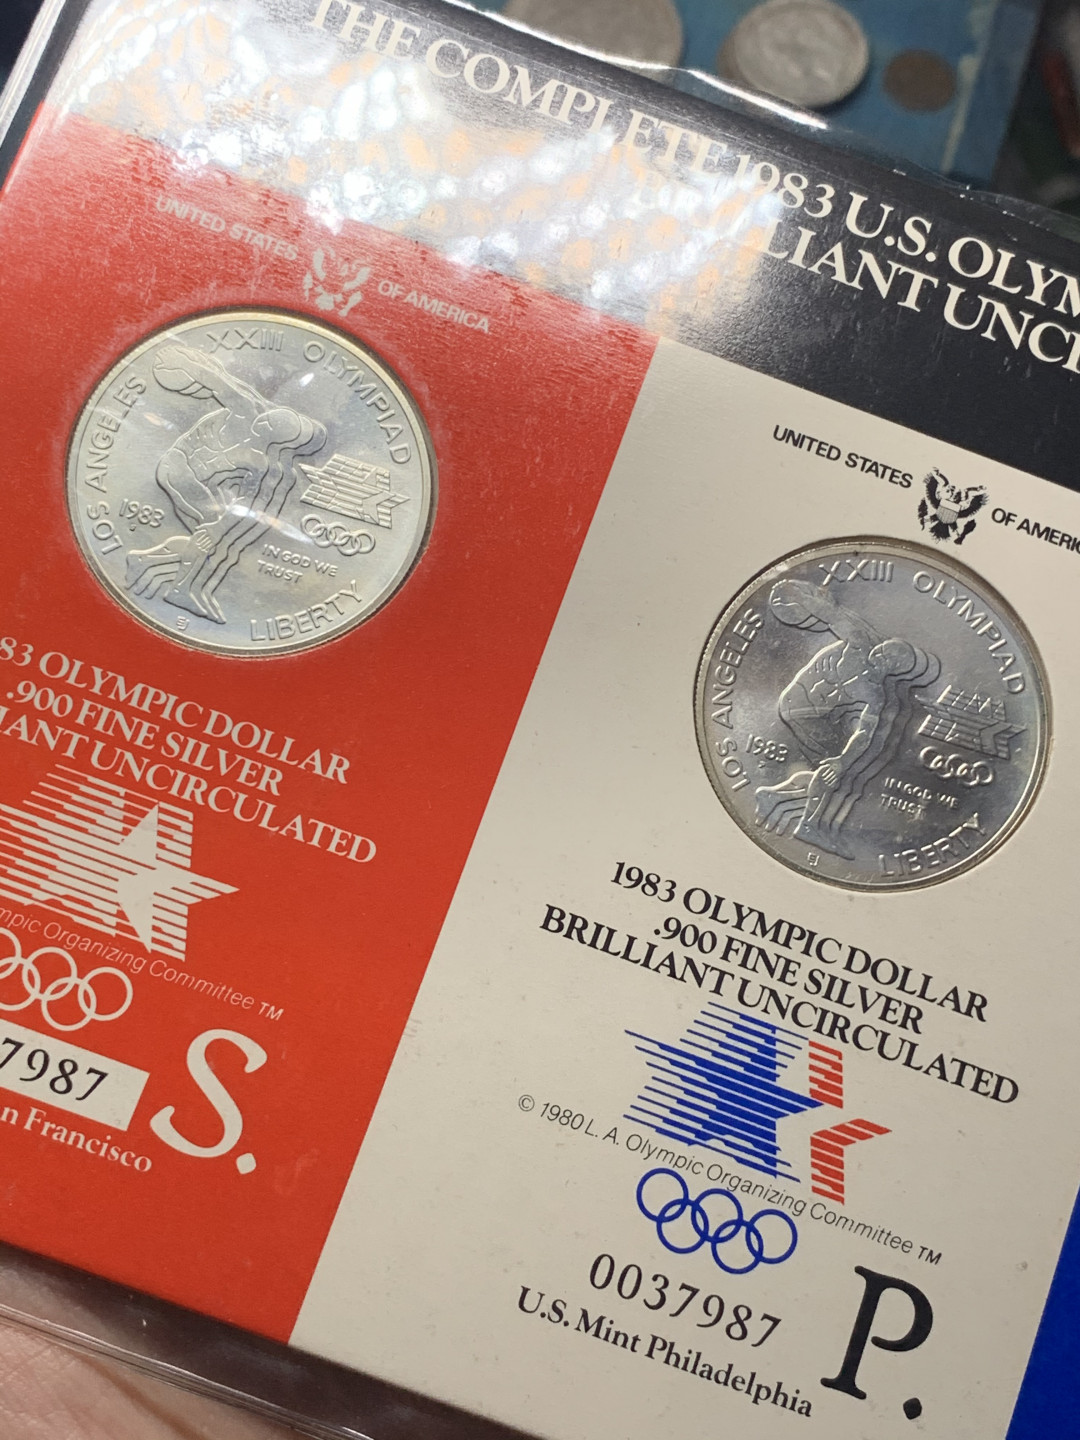 THE COMPLETE 1983 U.S. OLYM
LIANT UNCI
UNITED STATES OF AMERICA
XXIII OLYMPIAD
LOS ANGELES
1983
IN GOD WE
TRUST
LIBERTY
83 OLYMPIC DOLLAR
.900 FINE SILVER
IANT UNCIRCULATED
mpic Organizing Committee TM
7987
S.
n Francisco
UNITED STATES OF AMERIC
XXIII OLYMPIAD
LOS ANGELES
1983
P
IN GOD WE
TRUST
LIBERTY
1983 OLYMPIC DOLLAR
.900 FINE SILVER
BRILLIANT UNCIRCULATED
© 1980 L. A. Olympic Organizing Committee TM
0037987
P.
U.S. Mint Philadelphia